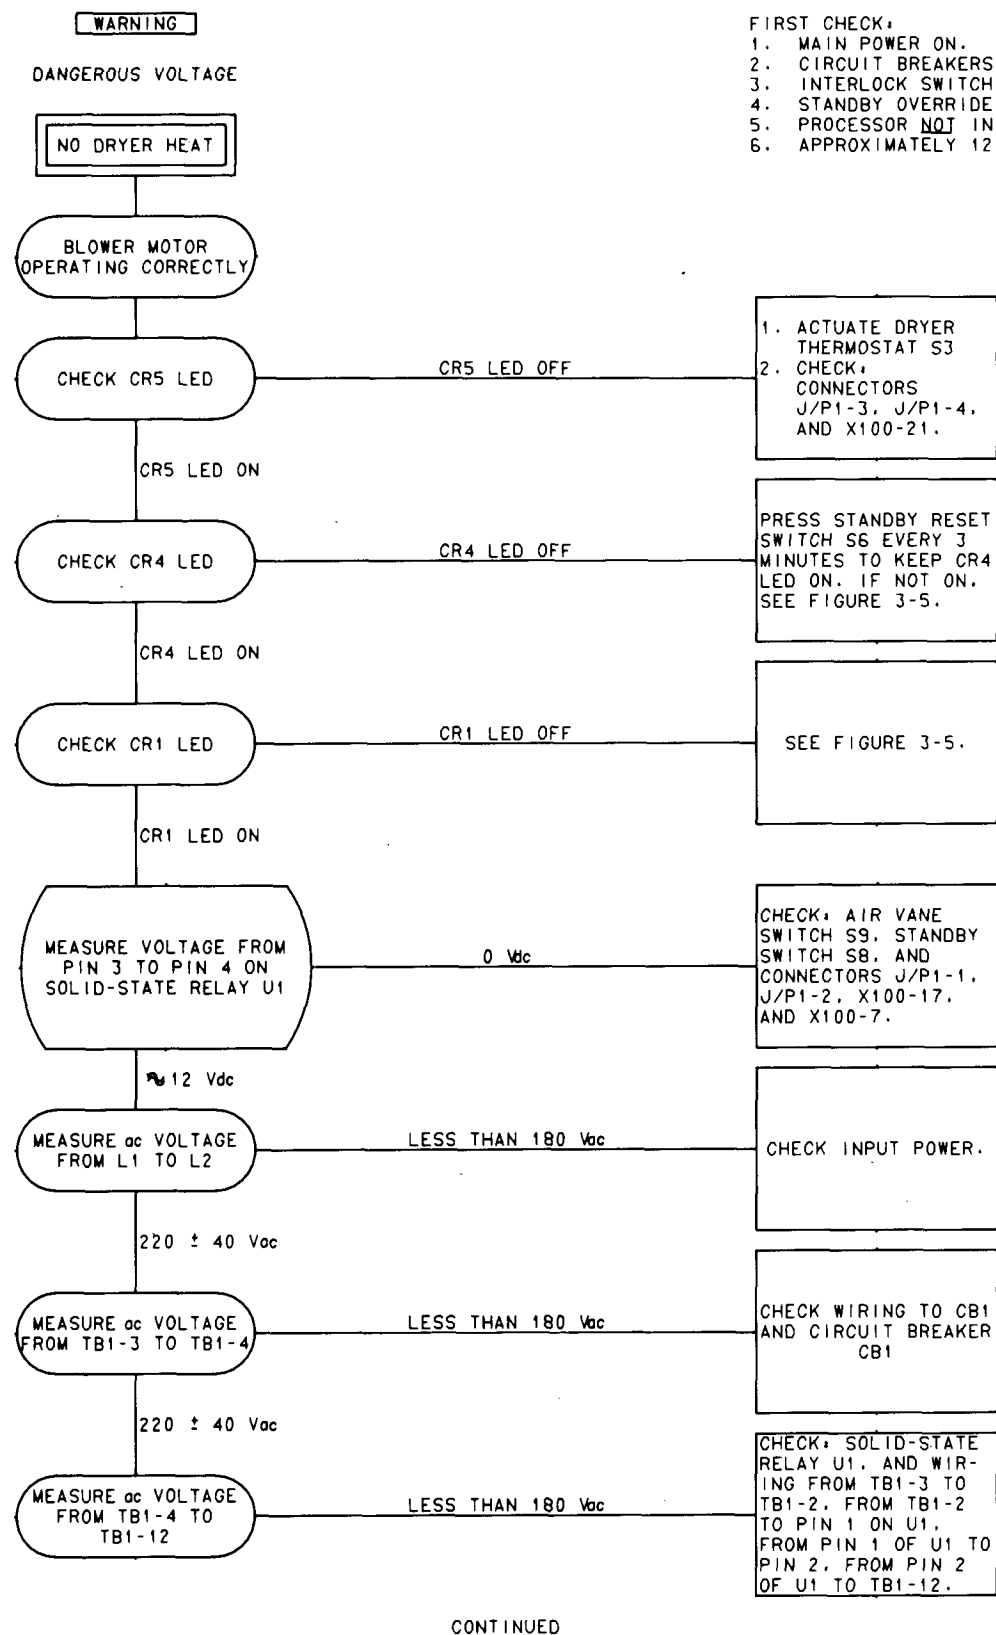 WARNING
DANGEROUS VOLTAGE
FIRST CHECK:
1. MAIN POWER ON.
2. CIRCUIT BREAKERS
3. INTERLOCK SWITCH
4. STANDBY OVERRIDE
5. PROCESSOR NOT IN
6. APPROXIMATELY 12
NO DRYER HEAT
BLOWER MOTOR
OPERATING CORRECTLY
CHECK CR5 LED
CR5 LED OFF
1. ACTUATE DRYER
THERMOSTAT S3
2. CHECK:
CONNECTORS
J/P1-3, J/P1-4,
AND X100-21.
CR5 LED ON
CHECK CR4 LED
CR4 LED OFF
PRESS STANDBY RESET
SWITCH S6 EVERY 3
MINUTES TO KEEP CR4
LED ON. IF NOT ON,
SEE FIGURE 3-5.
CR4 LED ON
CHECK CR1 LED
CR1 LED OFF
SEE FIGURE 3-5.
CR1 LED ON
MEASURE VOLTAGE FROM
PIN 3 TO PIN 4 ON
SOLID-STATE RELAY U1
0 Vdc
CHECK: AIR VANE
SWITCH S9, STANDBY
SWITCH S8, AND
CONNECTORS J/P1-1,
J/P1-2, X100-17,
AND X100-7.
≈12 Vdc
MEASURE ac VOLTAGE
FROM L1 TO L2
LESS THAN 180 Vac
CHECK INPUT POWER.
220 ± 40 Vac
MEASURE ac VOLTAGE
FROM TB1-3 TO TB1-4
LESS THAN 180 Vac
CHECK WIRING TO CB1
AND CIRCUIT BREAKER
CB1
220 ± 40 Vac
MEASURE ac VOLTAGE
FROM TB1-4 TO
TB1-12
LESS THAN 180 Vac
CHECK: SOLID-STATE
RELAY U1, AND WIR-
ING FROM TB1-3 TO
TB1-2, FROM TB1-2
TO PIN 1 ON U1,
FROM PIN 1 OF U1 TO
PIN 2, FROM PIN 2
OF U1 TO TB1-12.
CONTINUED